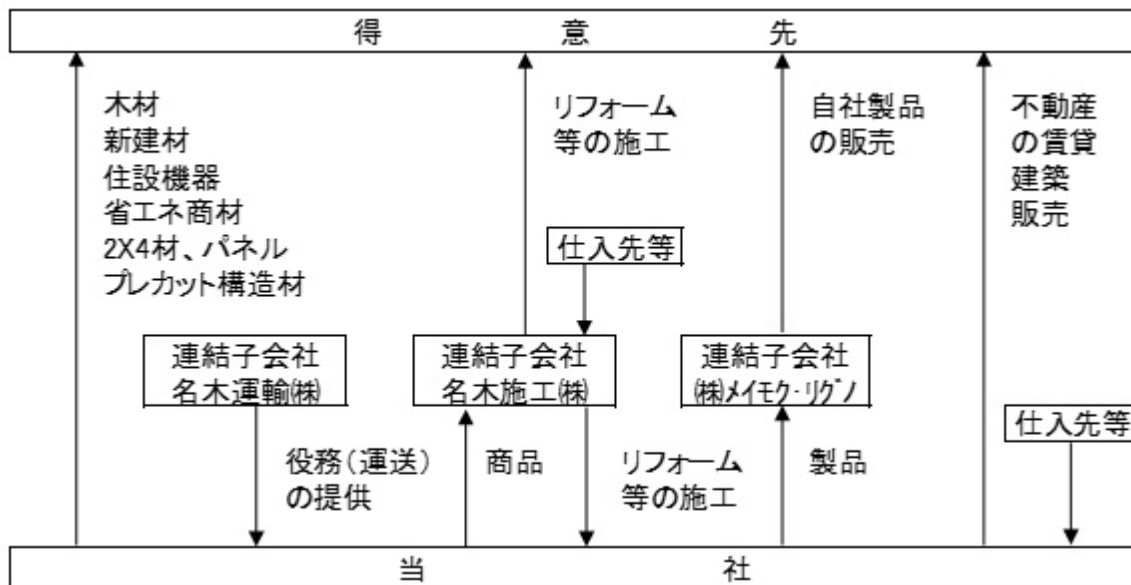 得意先
木材
新建材
住設機器
省エネ商材
2X4材、パネル
プレカット構造材
リフォーム
等の施工
自社製品
の販売
不動産
の賃貸
建築
販売
仕入先等
連結子会社
名木運輸㈱
連結子会社
名木施工㈱
連結子会社
㈱ﾒｲﾓｸ・ﾘｸﾞﾉ
仕入先等
役務（運送）
の提供
商品
リフォーム
等の施工
製品
当社